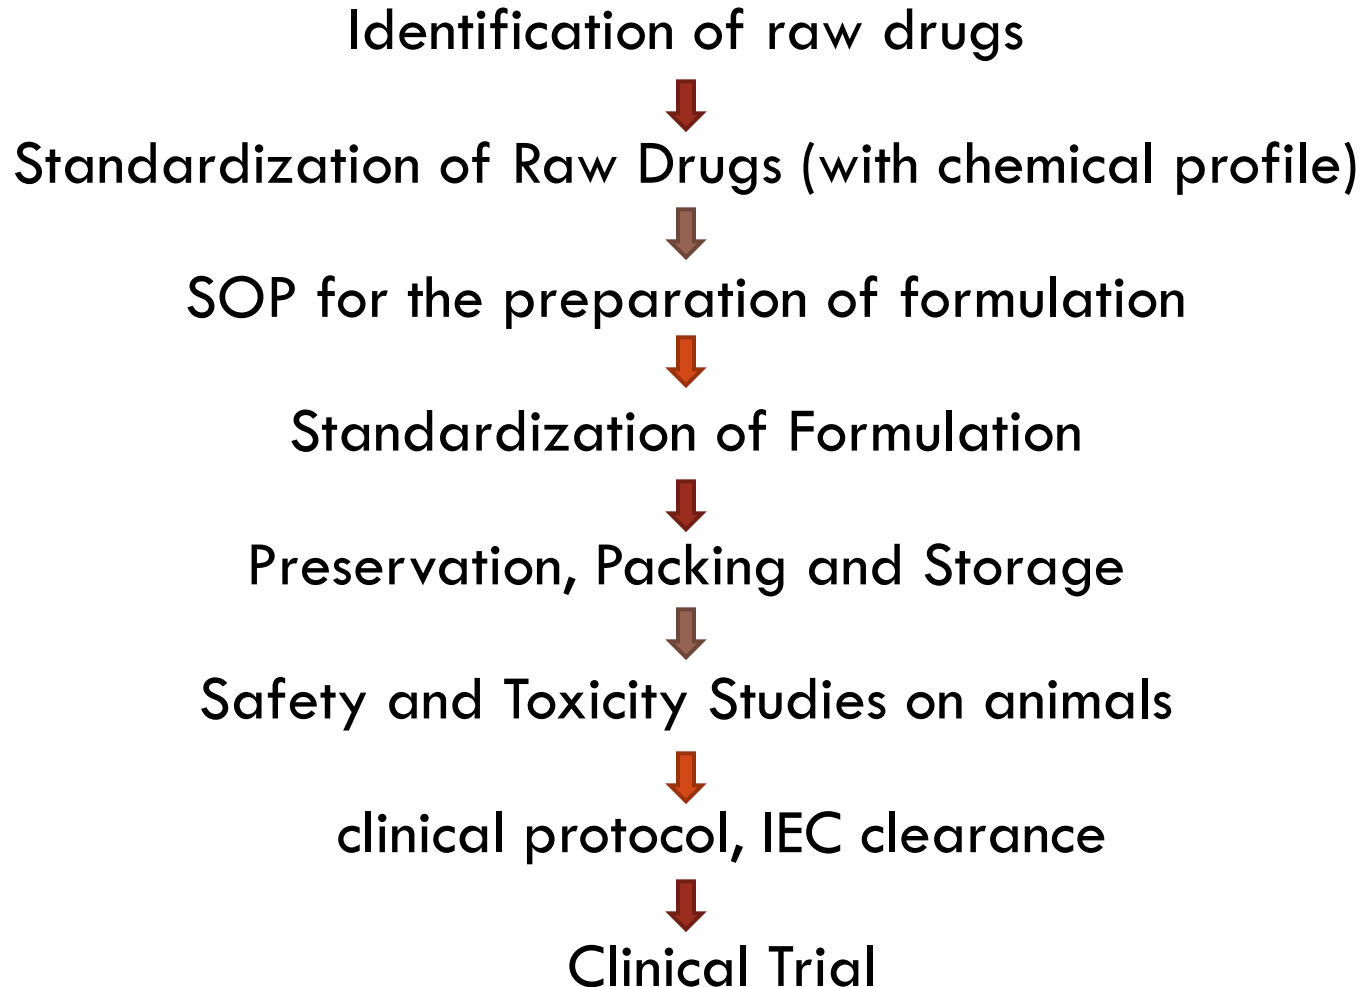 Identification of raw drugs
Standardization of Raw Drugs (with chemical profile)
SOP for the preparation of formulation
Standardization of Formulation
Preservation, Packing and Storage
Safety and Toxicity Studies on animals
clinical protocol, IEC clearance
Clinical Trial